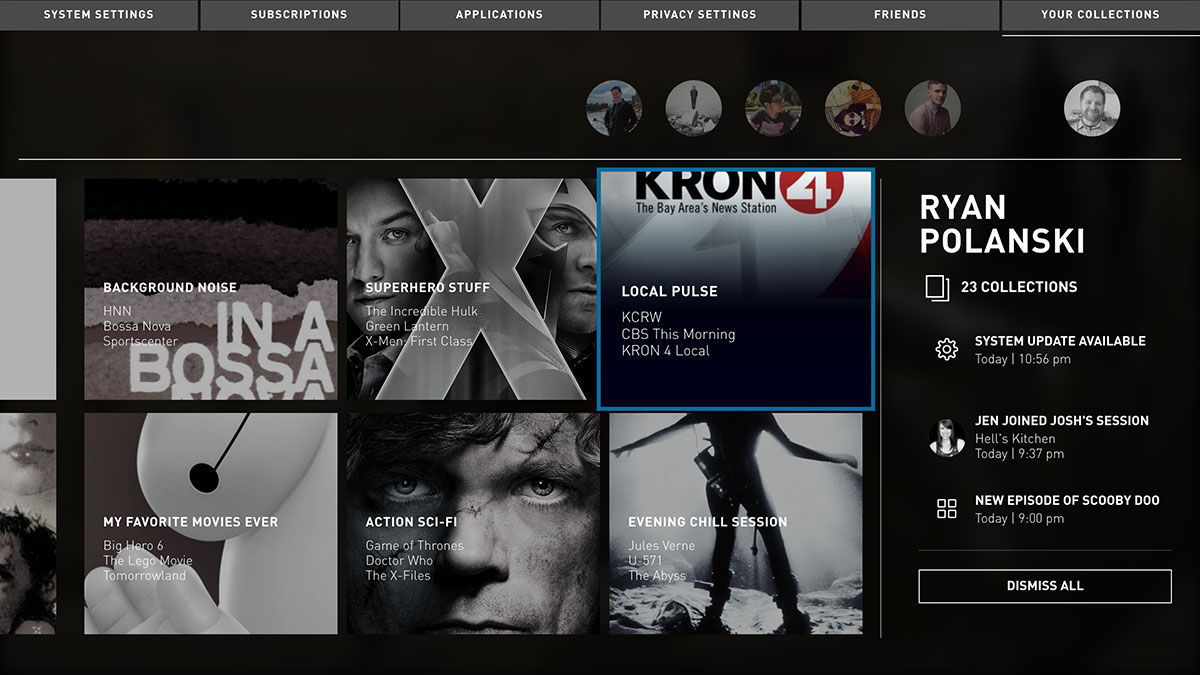 SYSTEM SETTINGS
SUBSCRIPTIONS
APPLICATIONS
PRIVACY SETTINGS
FRIENDS
YOUR COLLECTIONS
BACKGROUND NOISE
HNN
Bossa Nova
Sportscenter
IN A
BOSSA
NOVA
SUPERHERO STUFF
The Incredible Hulk
Green Lantern
X-Men: First Class
X
KRON 4
The Bay Area's News Station
LOCAL PULSE
KCRW
CBS This Morning
KRON 4 Local
MY FAVORITE MOVIES EVER
Big Hero 6
The Lego Movie
Tomorrowland
ACTION SCI-FI
Game of Thrones
Doctor Who
The X-Files
EVENING CHILL SESSION
Jules Verne
U-571
The Abyss
RYAN
POLANSKI
23 COLLECTIONS
SYSTEM UPDATE AVAILABLE
Today | 10:56 pm
JEN JOINED JOSH'S SESSION
Hell's Kitchen
Today | 9:37 pm
NEW EPISODE OF SCOOBY DOO
Today | 9:00 pm
DISMISS ALL